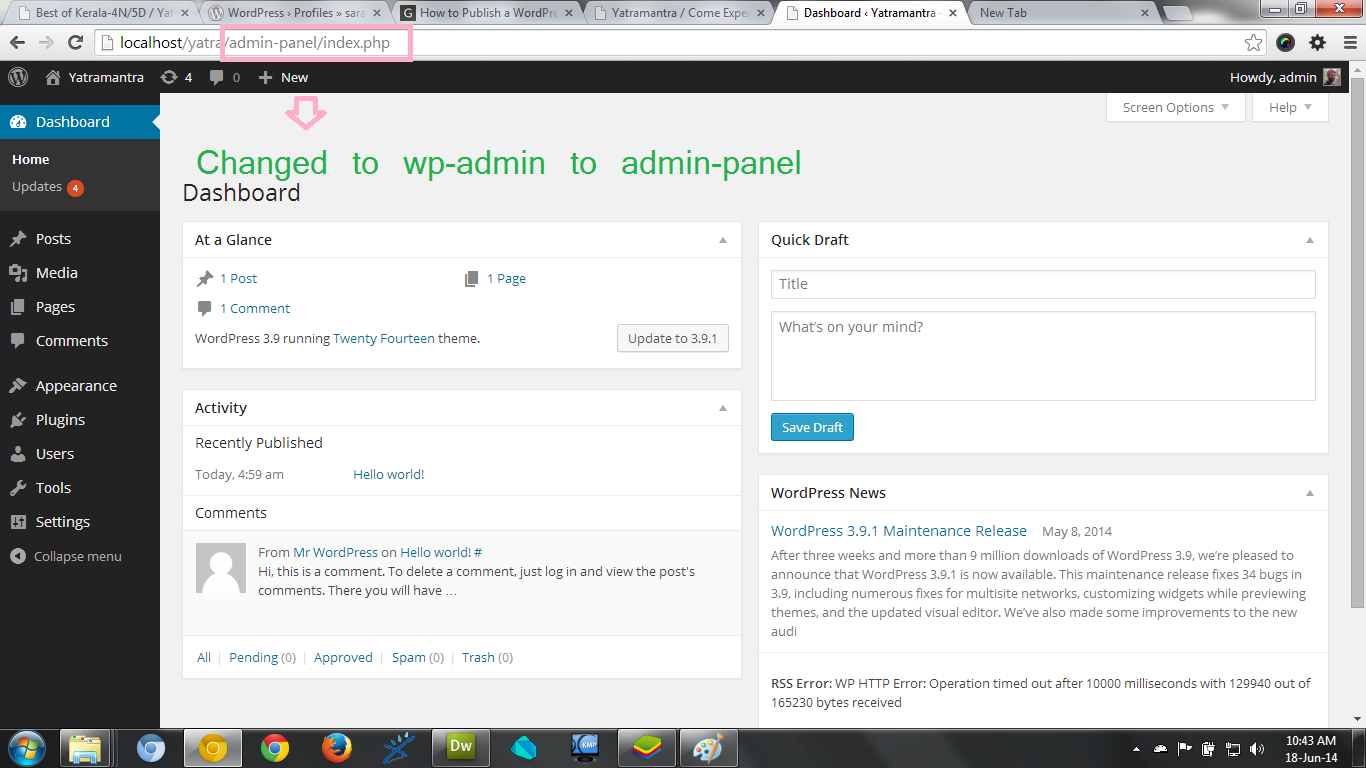 Best of Kerala-4N/5D / Yat
WordPress › Profiles » sara
How to Publish a WordPre
Yatramantra / Come Exper
Dashboard ‹ Yatramantra -
New Tab
localhost/yatra/admin-panel/index.php
Yatramantra 4 0 New Howdy, admin
Screen Options Help
Dashboard
Home
Updates 4
Posts
Media
Pages
Comments
Appearance
Plugins
Users
Tools
Settings
Collapse menu
Changed to wp-admin to admin-panel
Dashboard
At a Glance
1 Post 1 Page
1 Comment
WordPress 3.9 running Twenty Fourteen theme. Update to 3.9.1
Activity
Recently Published
Today, 4:59 am Hello world!
Comments
From Mr WordPress on Hello world! #
Hi, this is a comment. To delete a comment, just log in and view the post's
comments. There you will have …
All | Pending (0) | Approved | Spam (0) | Trash (0)
Quick Draft
Title
What's on your mind?
Save Draft
WordPress News
WordPress 3.9.1 Maintenance Release May 8, 2014
After three weeks and more than 9 million downloads of WordPress 3.9, we're pleased to
announce that WordPress 3.9.1 is now available. This maintenance release fixes 34 bugs in
3.9, including numerous fixes for multisite networks, customizing widgets while previewing
themes, and the updated visual editor. We've also made some improvements to the new
audi
RSS Error: WP HTTP Error: Operation timed out after 10000 milliseconds with 129940 out of
165230 bytes received
Dw
KMP
10:43 AM
18-Jun-14